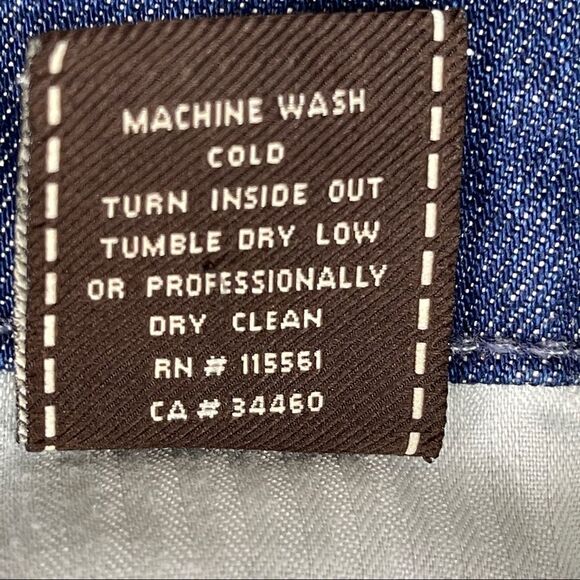 MACHINE WASH
COLD
TURN INSIDE OUT
TUMBLE DRY LOW
OR PROFESSIONALLY
DRY CLEAN
RN # 115561
CA # 34460